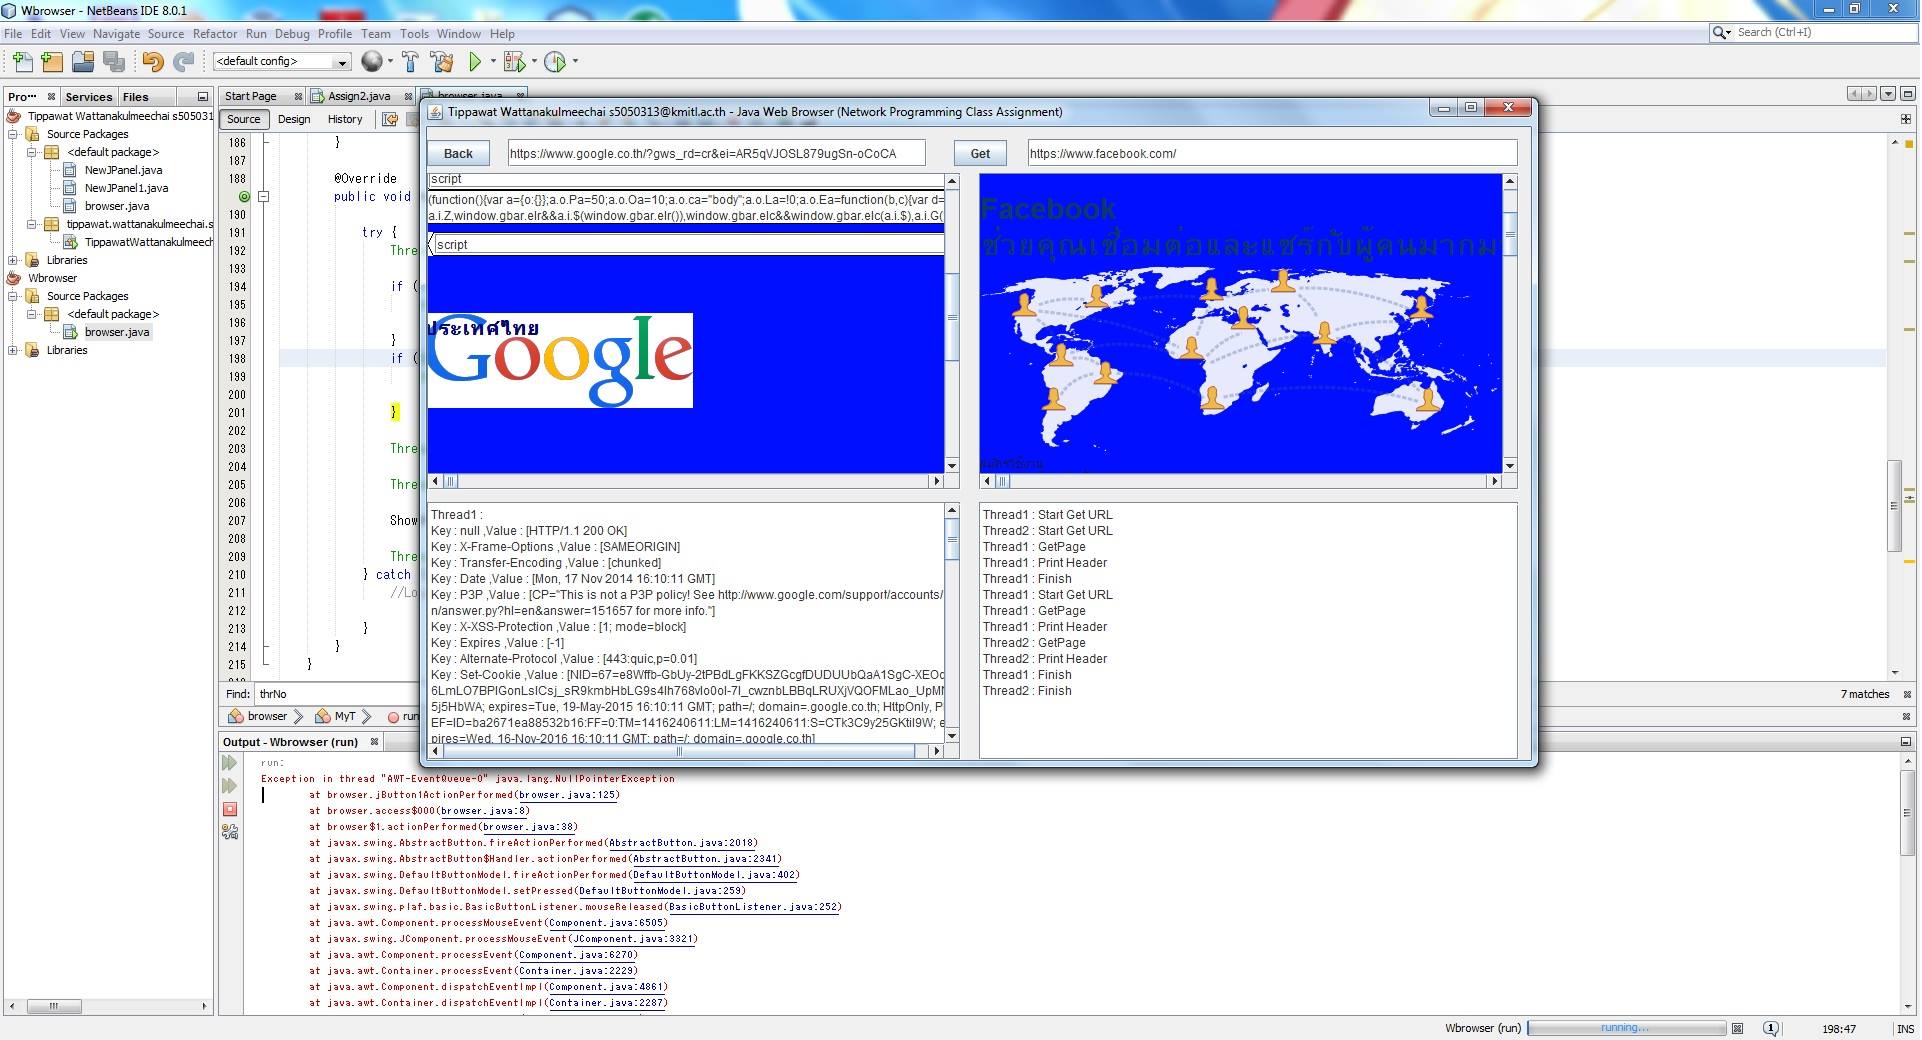 Wbrowser - NetBeans IDE 8.0.1
File Edit View Navigate Source Refactor Run Debug Profile Team Tools Window Help
Search (Ctrl+I)
<default config>
Pro··· Services Files
Start Page Assign2.java browser.java
Source Design History
Tippawat Wattanakulmeechai s505031
Source Packages
<default package>
NewJPanel.java
NewJPanel1.java
browser.java
tippawat.wattanakulmeechai.s
TippawatWattanakulmeech
Libraries
Wbrowser
Source Packages
<default package>
browser.java
Libraries
186 }
187
188 @Override
public void
190
191 try {
192 Thre
193
194 if (
195
196
197 }
198 if (
199
200
201 }
202
203 Thre
204
205 Thre
206
207 Show
208
209 Thre
210 } catch
211 //Lo
212
213 }
214 }
215 }
Find: thrNo
7 matches
browser MyT run
Tippawat Wattanakulmeechai s5050313@kmitl.ac.th - Java Web Browser (Network Programming Class Assignment)
Back https://www.google.co.th/?gws_rd=cr&ei=AR5qVJOSL879ugSn-oCoCA Get https://www.facebook.com/
script
(function(){var a={o:{}};a.o.Pa=50;a.o.Oa=10;a.o.ca="body";a.o.La=!0;a.o.Ea=function(b,c){var d=
a.i.Z,window.gbar.elr&&a.i.$(window.gbar.elr()),window.gbar.elc&&window.gbar.elc(a.i.$),a.i.G(
script
ประเทศไทย
Google
Facebook
ช่วยคุณเชื่อมต่อและแชร์กับผู้คนมากม
Thread1 :
Key : null ,Value : [HTTP/1.1 200 OK]
Key : X-Frame-Options ,Value : [SAMEORIGIN]
Key : Transfer-Encoding ,Value : [chunked]
Key : Date ,Value : [Mon, 17 Nov 2014 16:10:11 GMT]
Key : P3P ,Value : [CP="This is not a P3P policy! See http://www.google.com/support/accounts/
n/answer.py?hl=en&answer=151657 for more info."]
Key : X-XSS-Protection ,Value : [1; mode=block]
Key : Expires ,Value : [-1]
Key : Alternate-Protocol ,Value : [443:quic,p=0.01]
Key : Set-Cookie ,Value :
5j5HbWA; expires=Tue, 19-May-2015 16:10:11 GMT; path=/; domain=.google.co.th; HttpOnly, P
EF=ID=ba2671ea88532b16:FF=0:TM=1416240611:LM=1416240611:S=CTk3C9y25GKtiI9W; e
pires=Wed, 16-Nov-2016 16:10:11 GMT; path=/; domain=.google.co.th]
Thread1 : Start Get URL
Thread2 : Start Get URL
Thread1 : GetPage
Thread1 : Print Header
Thread1 : Finish
Thread1 : Start Get URL
Thread1 : GetPage
Thread1 : Print Header
Thread2 : GetPage
Thread2 : Print Header
Thread1 : Finish
Thread2 : Finish
Output - Wbrowser (run)
run:
Exception in thread "AWT-EventQueue-0" java.lang.NullPointerException
at browser.jButton1ActionPerformed(browser.java:125)
at browser.access$000(browser.java:8)
at browser$1.actionPerformed(browser.java:38)
at javax.swing.AbstractButton.fireActionPerformed(AbstractButton.java:2018)
at javax.swing.AbstractButton$Handler.actionPerformed(AbstractButton.java:2341)
at javax.swing.DefaultButtonModel.fireActionPerformed(DefaultButtonModel.java:402)
at javax.swing.DefaultButtonModel.setPressed(DefaultButtonModel.java:259)
at javax.swing.plaf.basic.BasicButtonListener.mouseReleased(BasicButtonListener.java:252)
at java.awt.Component.processMouseEvent(Component.java:6505)
at javax.swing.JComponent.processMouseEvent(JComponent.java:3321)
at java.awt.Component.processEvent(Component.java:6270)
at java.awt.Container.processEvent(Container.java:2229)
at java.awt.Component.dispatchEventImpl(Component.java:4861)
at java.awt.Container.dispatchEventImpl(Container.java:2287)
Wbrowser (run) running... 1 198:47 INS